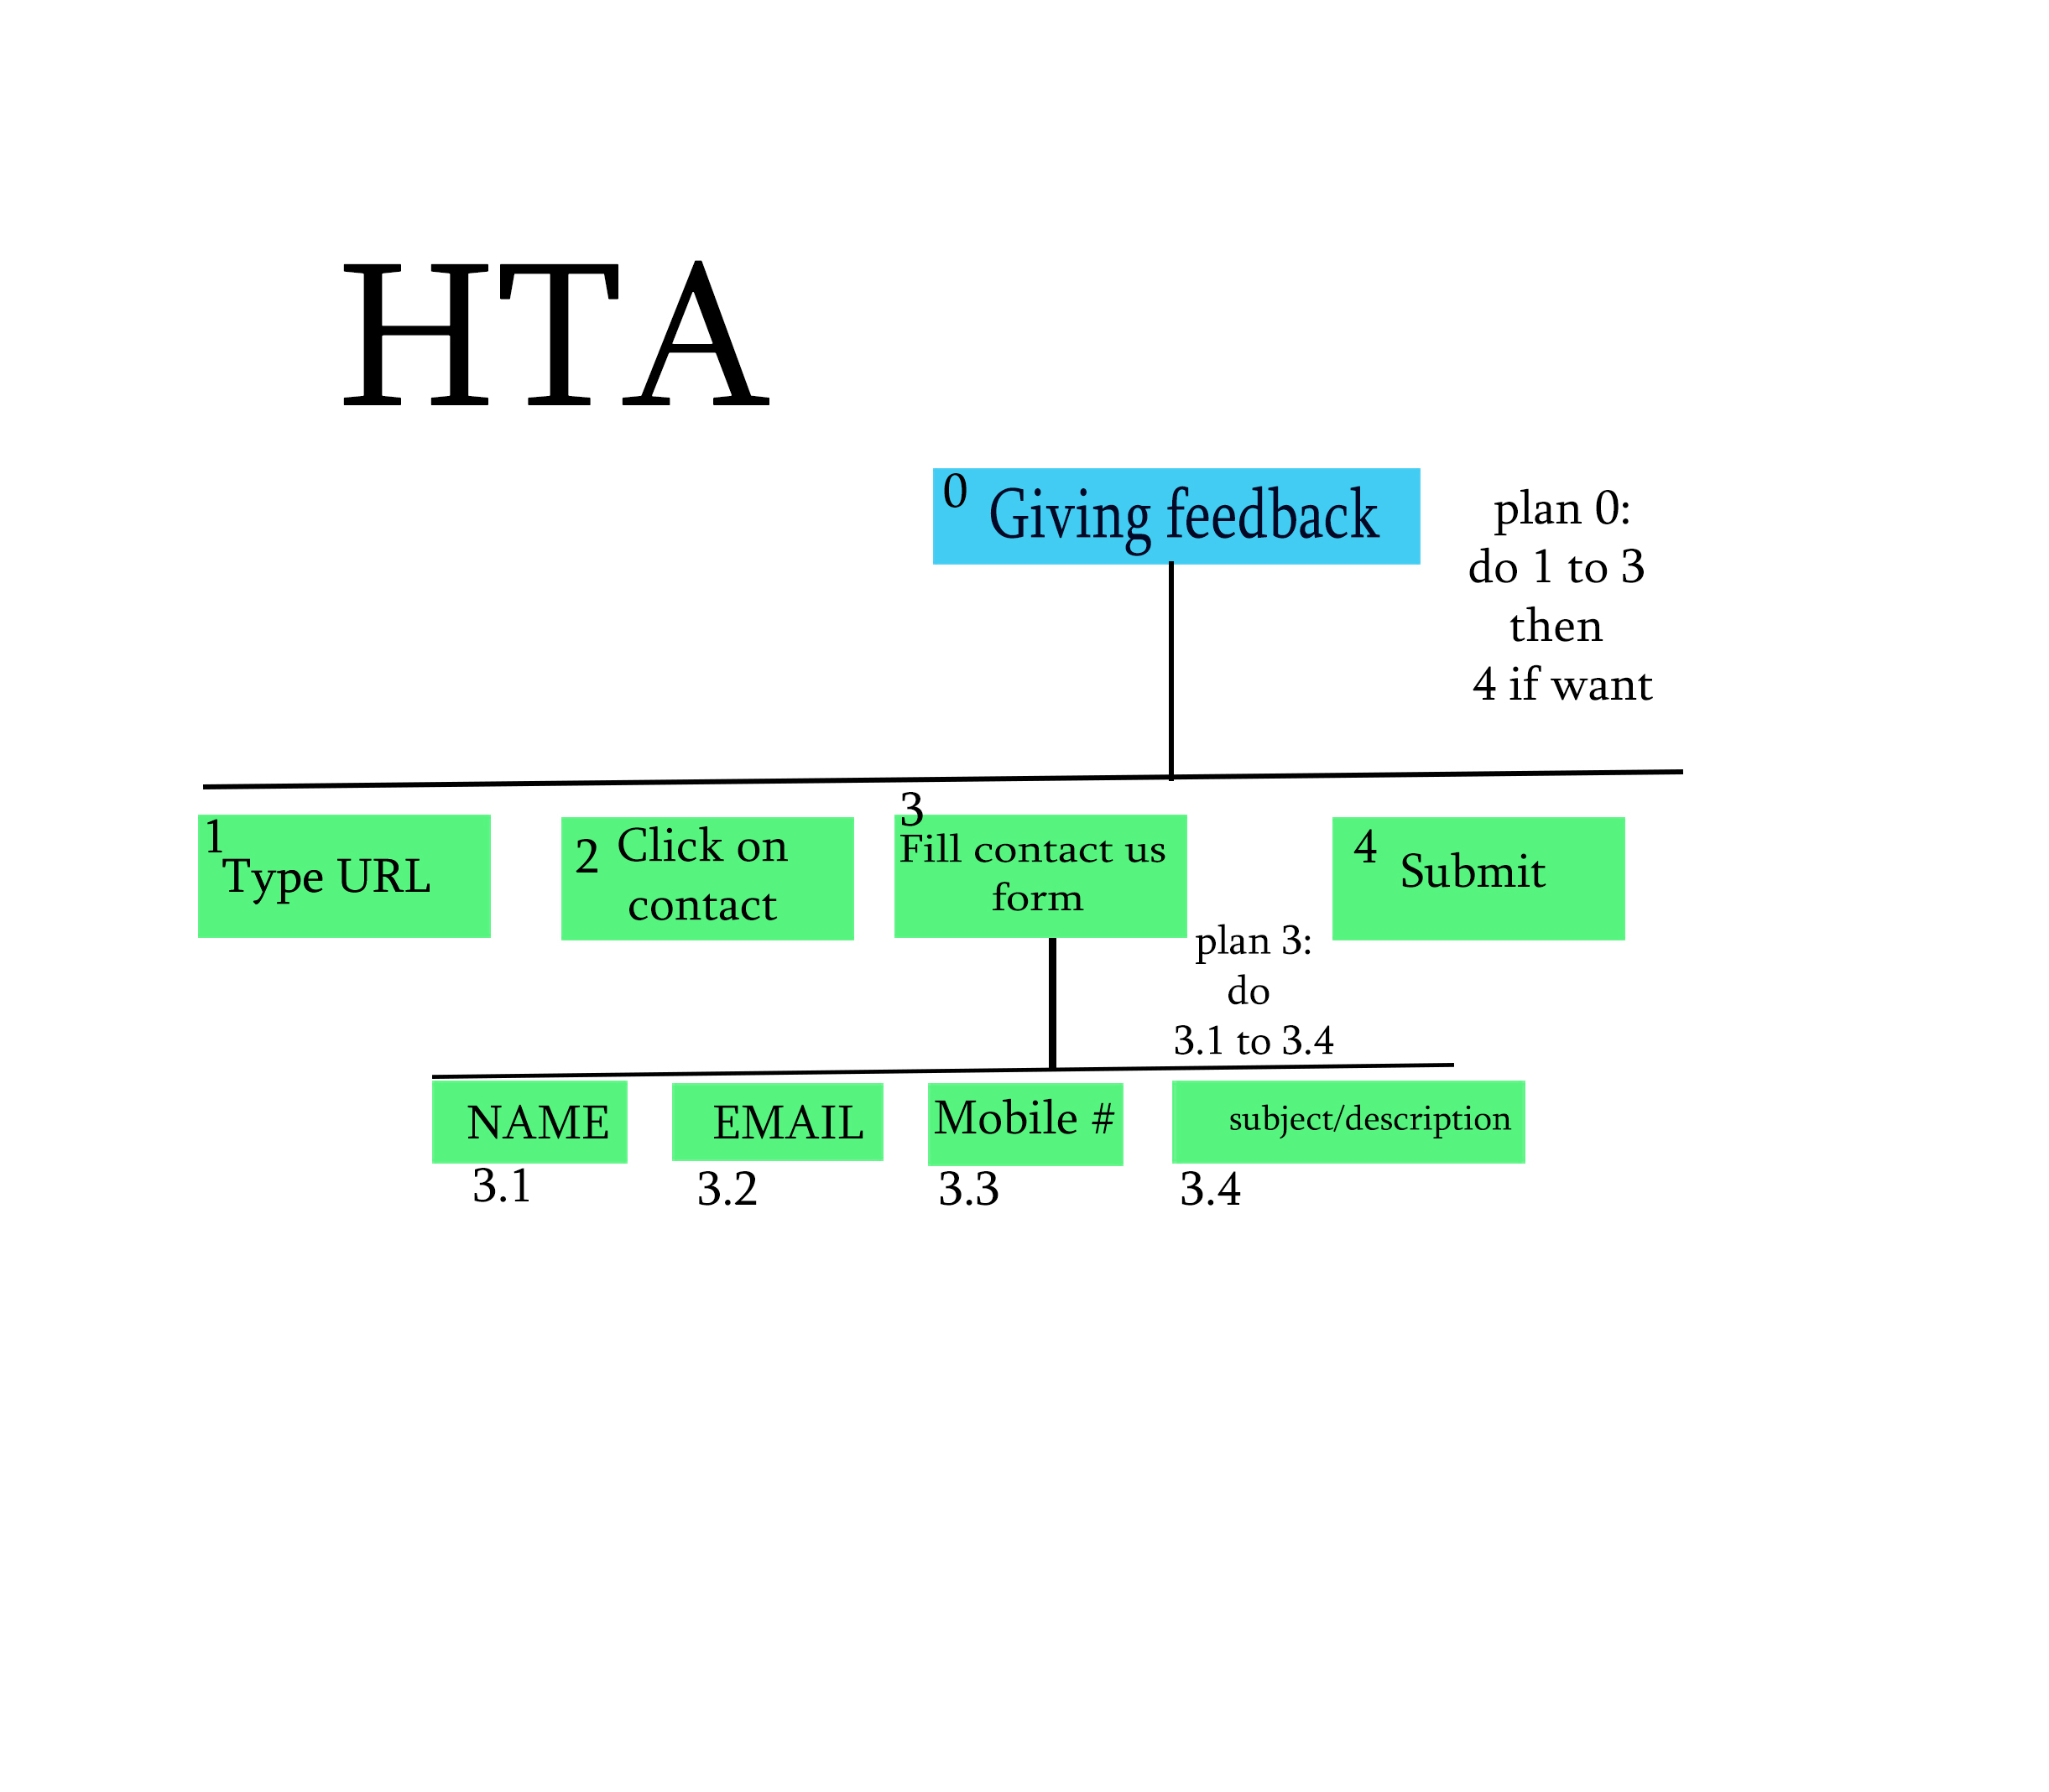 HTA
0 Giving feedback
plan 0:
do 1 to 3
then
4 if want
1 Type URL
2 Click on
contact
3
Fill contact us
form
4 Submit
plan 3:
do
3.1 to 3.4
NAME
3.1
EMAIL
3.2
Mobile #
3.3
subject/description
3.4